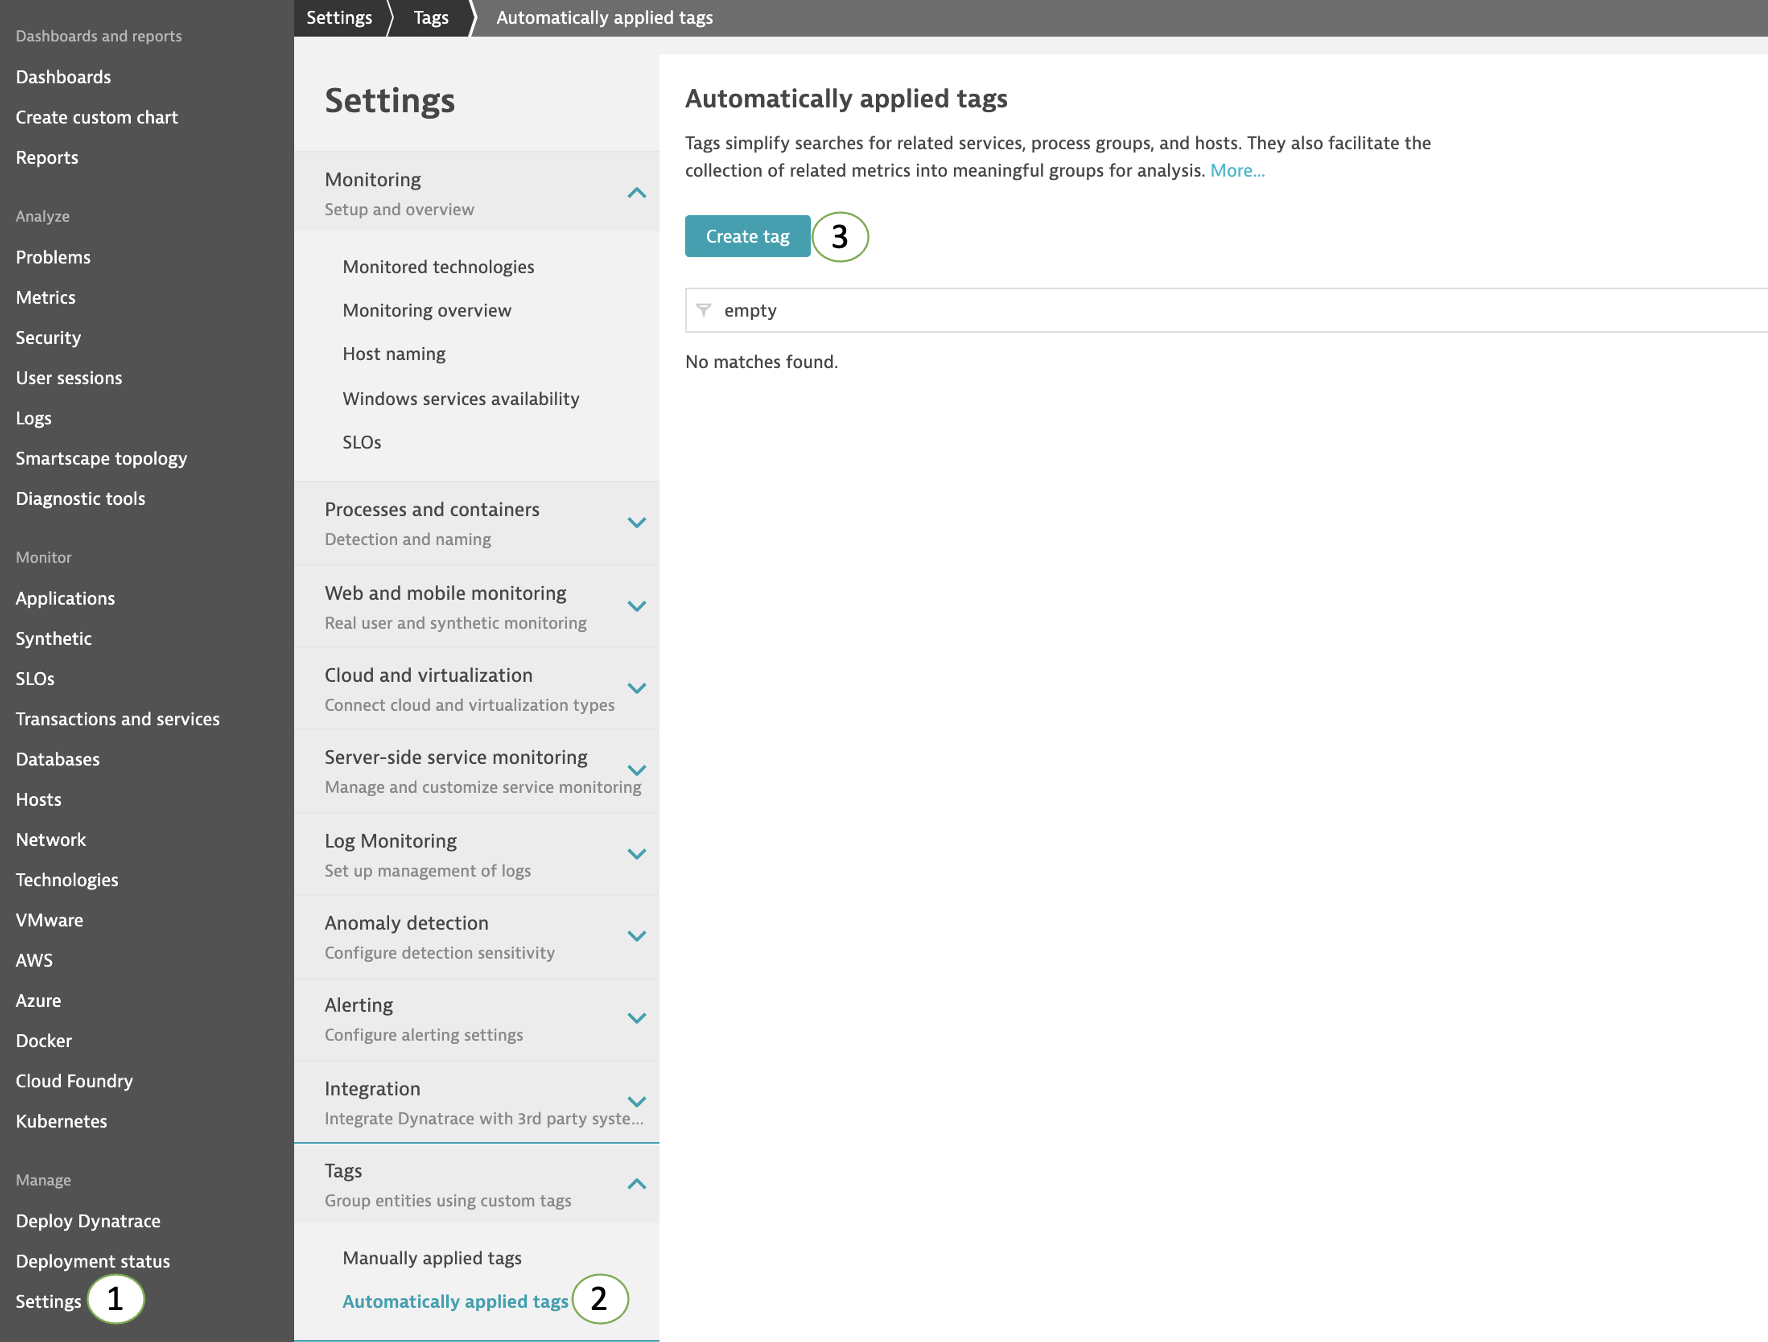 Dashboards and reports
Dashboards
Create custom chart
Reports
Analyze
Problems
Metrics
Security
User sessions
Logs
Smartscape topology
Diagnostic tools
Monitor
Applications
Synthetic
SLOs
Transactions and services
Databases
Hosts
Network
Technologies
VMware
AWS
Azure
Docker
Cloud Foundry
Kubernetes
Manage
Deploy Dynatrace
Deployment status
Settings 1
Settings Tags Automatically applied tags
Settings
Monitoring
Setup and overview
Monitored technologies
Monitoring overview
Host naming
Windows services availability
SLOs
Processes and containers
Detection and naming
Web and mobile monitoring
Real user and synthetic monitoring
Cloud and virtualization
Connect cloud and virtualization types
Server-side service monitoring
Manage and customize service monitoring
Log Monitoring
Set up management of logs
Anomaly detection
Configure detection sensitivity
Alerting
Configure alerting settings
Integration
Integrate Dynatrace with 3rd party syste...
Tags
Group entities using custom tags
Manually applied tags
Automatically applied tags 2
Automatically applied tags
Tags simplify searches for related services, process groups, and hosts. They also facilitate the
collection of related metrics into meaningful groups for analysis. More...
Create tag 3
empty
No matches found.